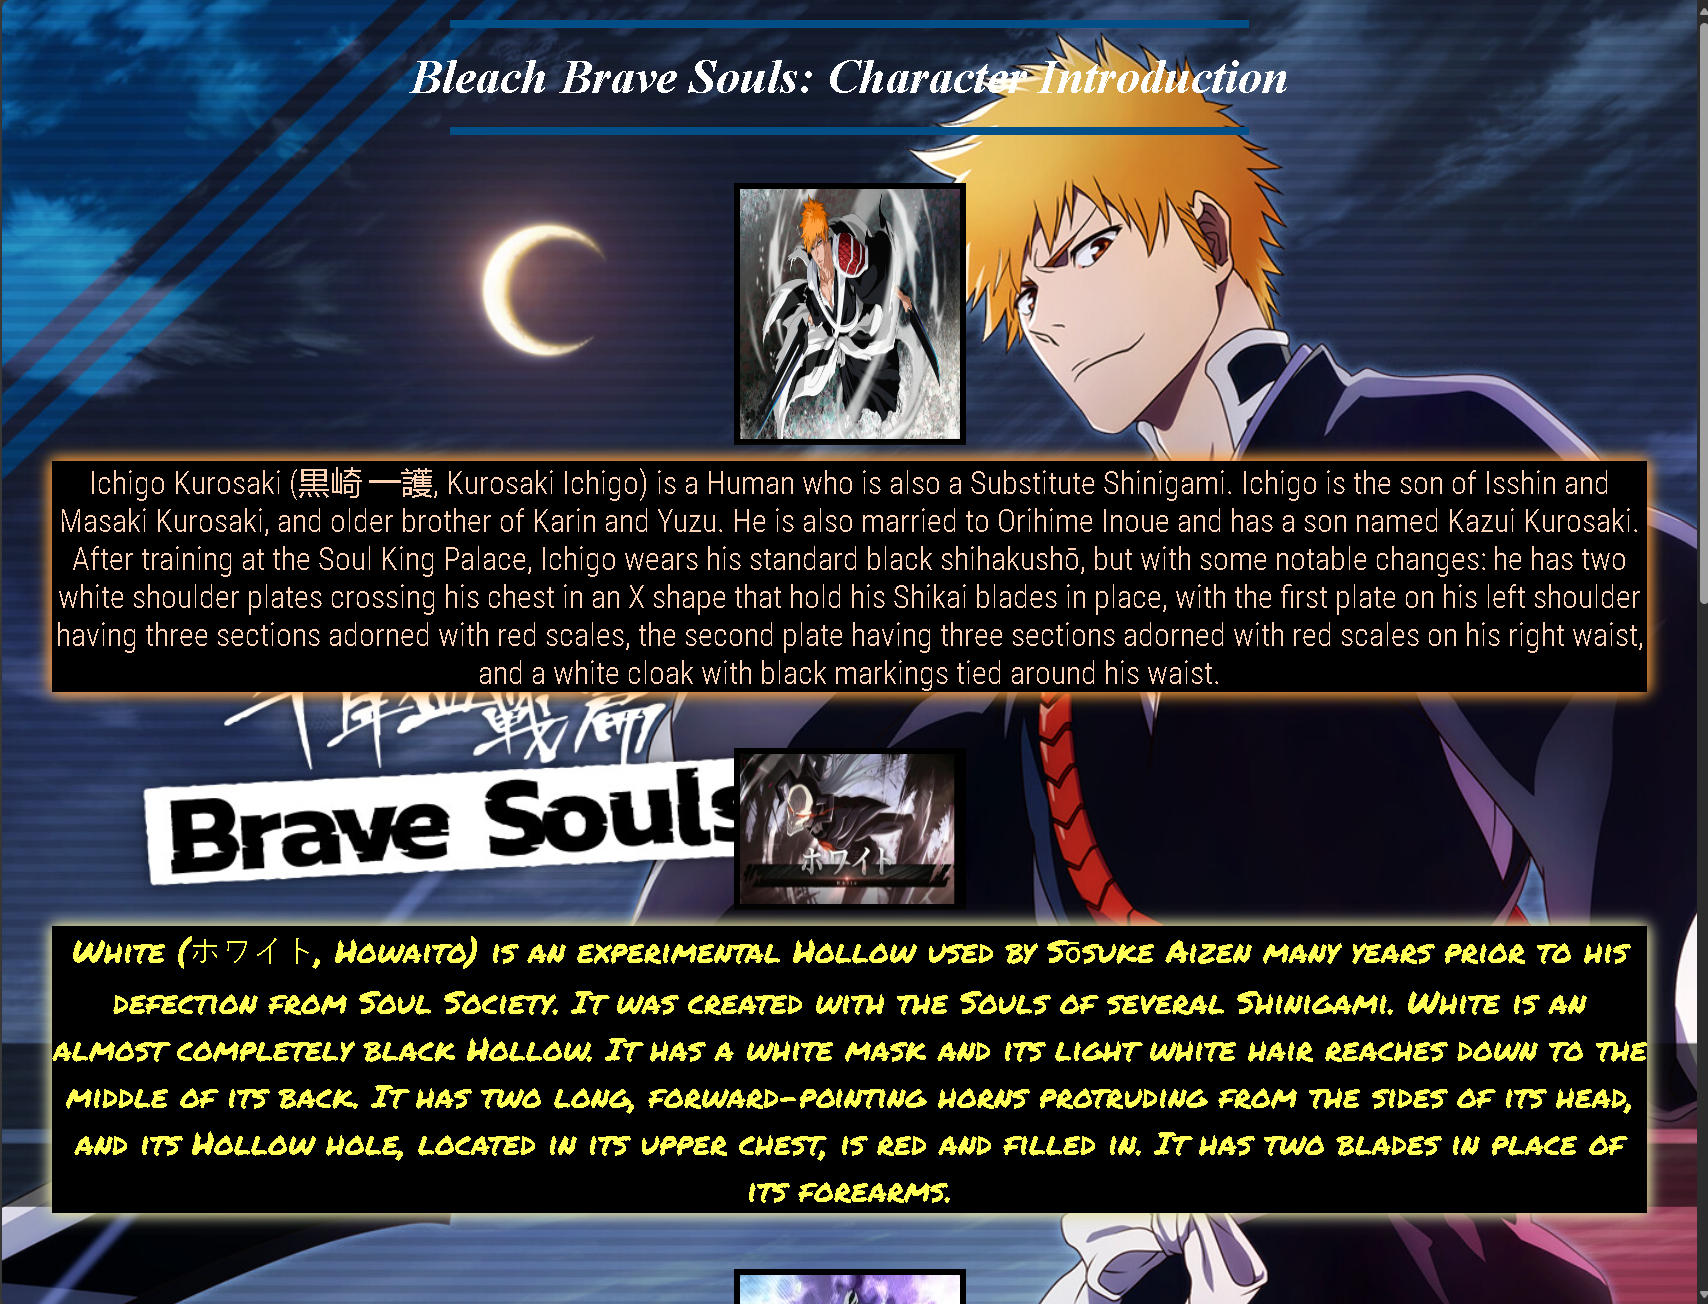 Bleach Brave Souls: Character Introduction
Ichigo Kurosaki (黒崎 一護, Kurosaki Ichigo) is a Human who is also a Substitute Shinigami. Ichigo is the son of Isshin and
Masaki Kurosaki, and older brother of Karin and Yuzu. He is also married to Orihime Inoue and has a son named Kazui Kurosaki.
After training at the Soul King Palace, Ichigo wears his standard black shihakushō, but with some notable changes: he has two
white shoulder plates crossing his chest in an X shape that hold his Shikai blades in place, with the first plate on his left shoulder
having three sections adorned with red scales, the second plate having three sections adorned with red scales on his right waist,
and a white cloak with black markings tied around his waist.
千年血戦篇
Brave Souls
ホワイト
White (ホワイト, Howaito) is an experimental Hollow used by Sōsuke Aizen many years prior to his
defection from Soul Society. It was created with the Souls of several Shinigami. White is an
almost completely black Hollow. It has a white mask and its light white hair reaches down to the
middle of its back. It has two long, forward-pointing horns protruding from the sides of its head,
and its Hollow hole, located in its upper chest, is red and filled in. It has two blades in place of
its forearms.